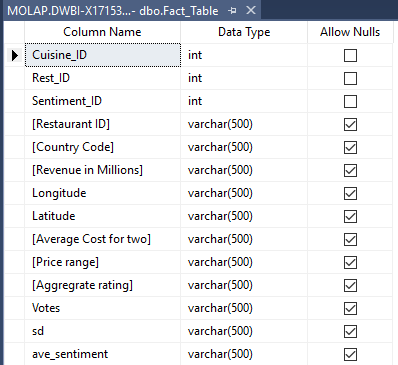 MOLAP.DWBI-X17153...- dbo.Fact_Table
Column Name Data Type Allow Nulls
Cuisine_ID int
Rest_ID int
Sentiment_ID int
[Restaurant ID] varchar(500)
[Country Code] varchar(500)
[Revenue in Millions] varchar(500)
Longitude varchar(500)
Latitude varchar(500)
[Average Cost for two] varchar(500)
[Price range] varchar(500)
[Aggregrate rating] varchar(500)
Votes varchar(500)
sd varchar(500)
ave_sentiment varchar(500)